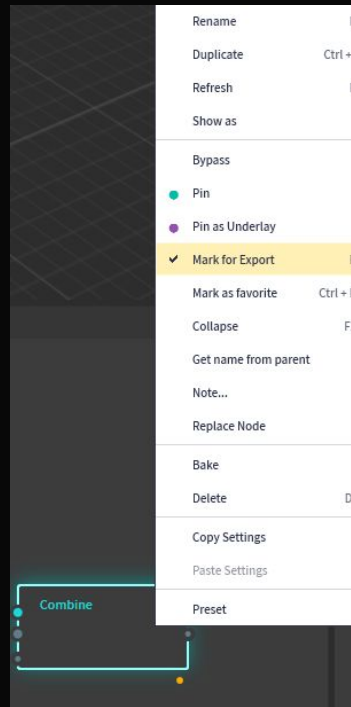 Rename
Duplicate Ctrl +
Refresh
Show as
Bypass
Pin
Pin as Underlay
Mark for Export
Mark as favorite Ctrl +
Collapse F
Get name from parent
Note...
Replace Node
Bake
Delete D
Copy Settings
Paste Settings
Preset
Combine